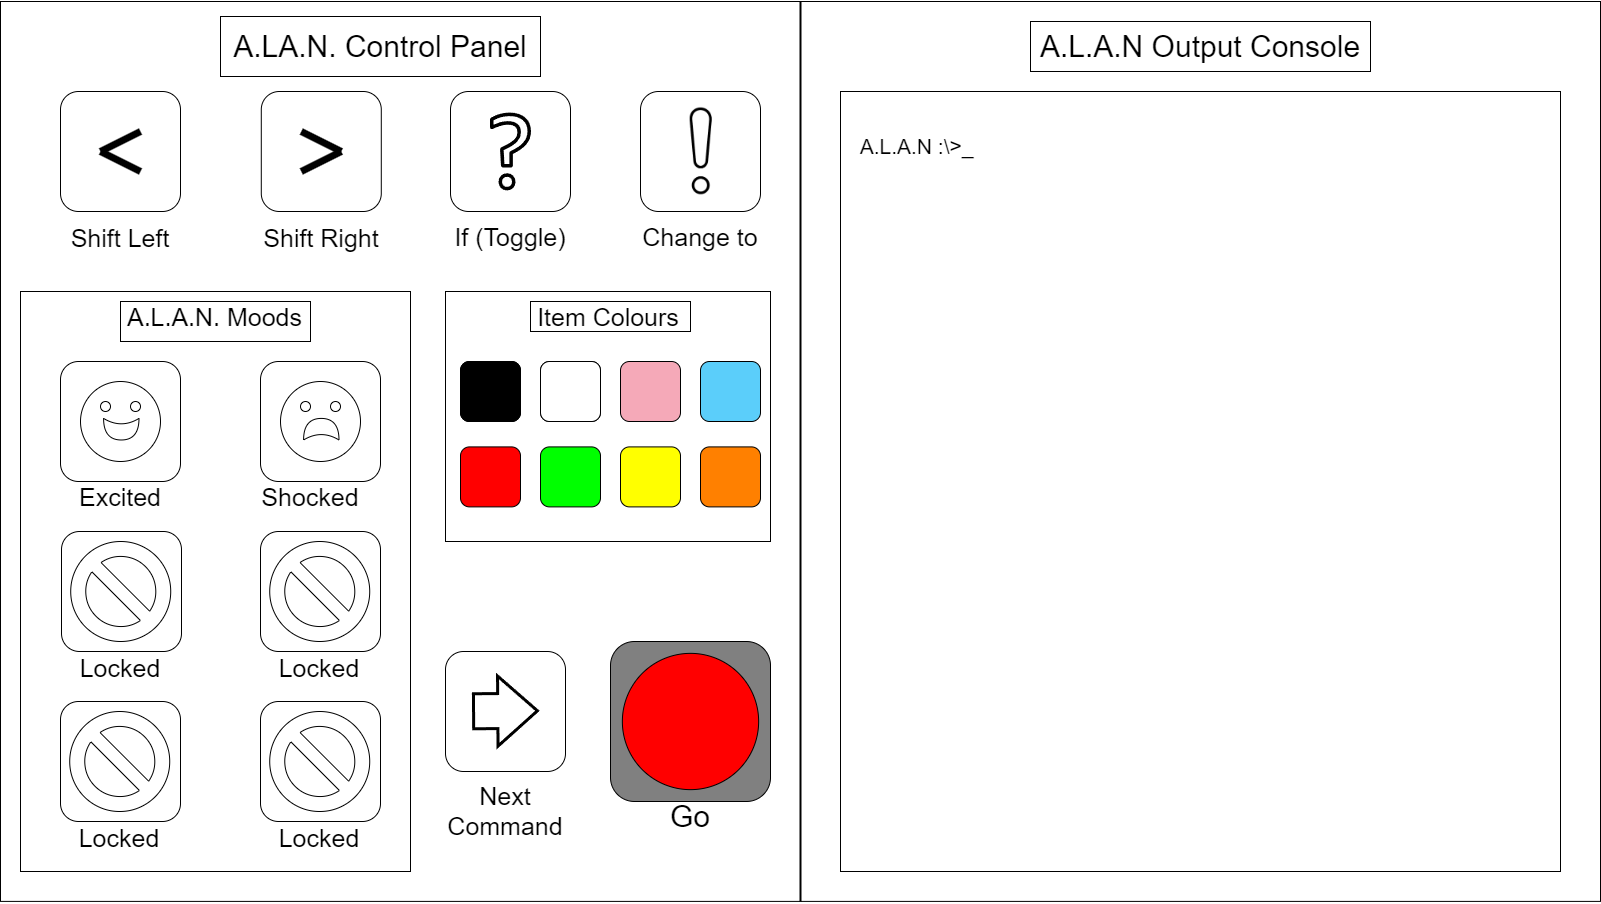 A.LA.N. Control Panel
<
>
?
!
Shift Left
Shift Right
If (Toggle)
Change to
A.L.A.N. Moods
Excited
Shocked
Locked
Locked
Locked
Locked
Item Colours
Next
Command
Go
A.L.A.N Output Console
A.L.A.N :\>_